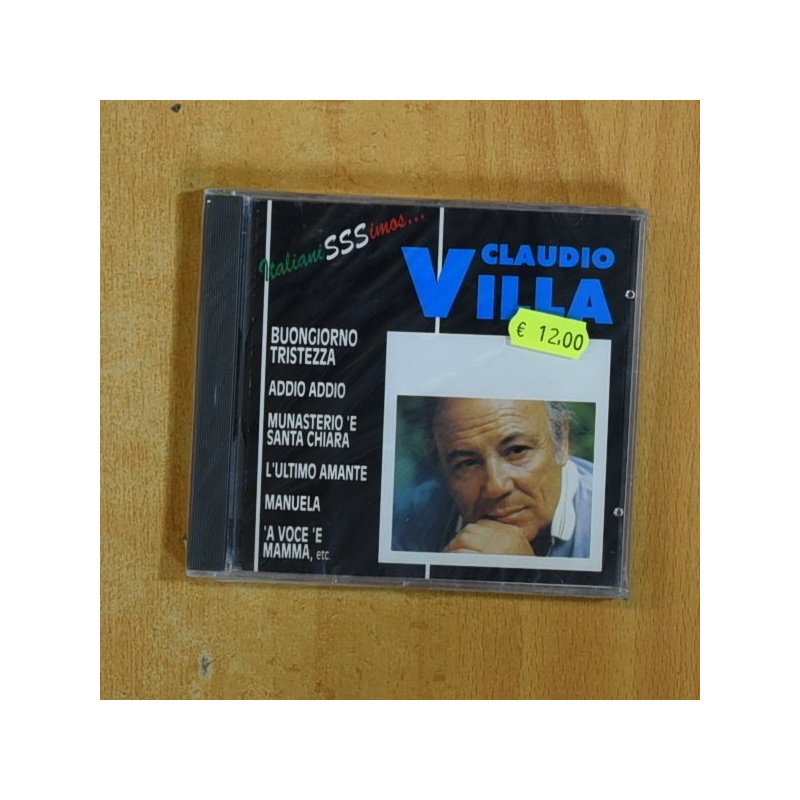 ItalianiSSSimos...
CLAUDIO
VILLA
€ 12,00
BUONGIORNO
TRISTEZZA
ADDIO ADDIO
MUNASTERIO 'E
SANTA CHIARA
L'ULTIMO AMANTE
MANUELA
'A VOCE 'E
MAMMA, etc.